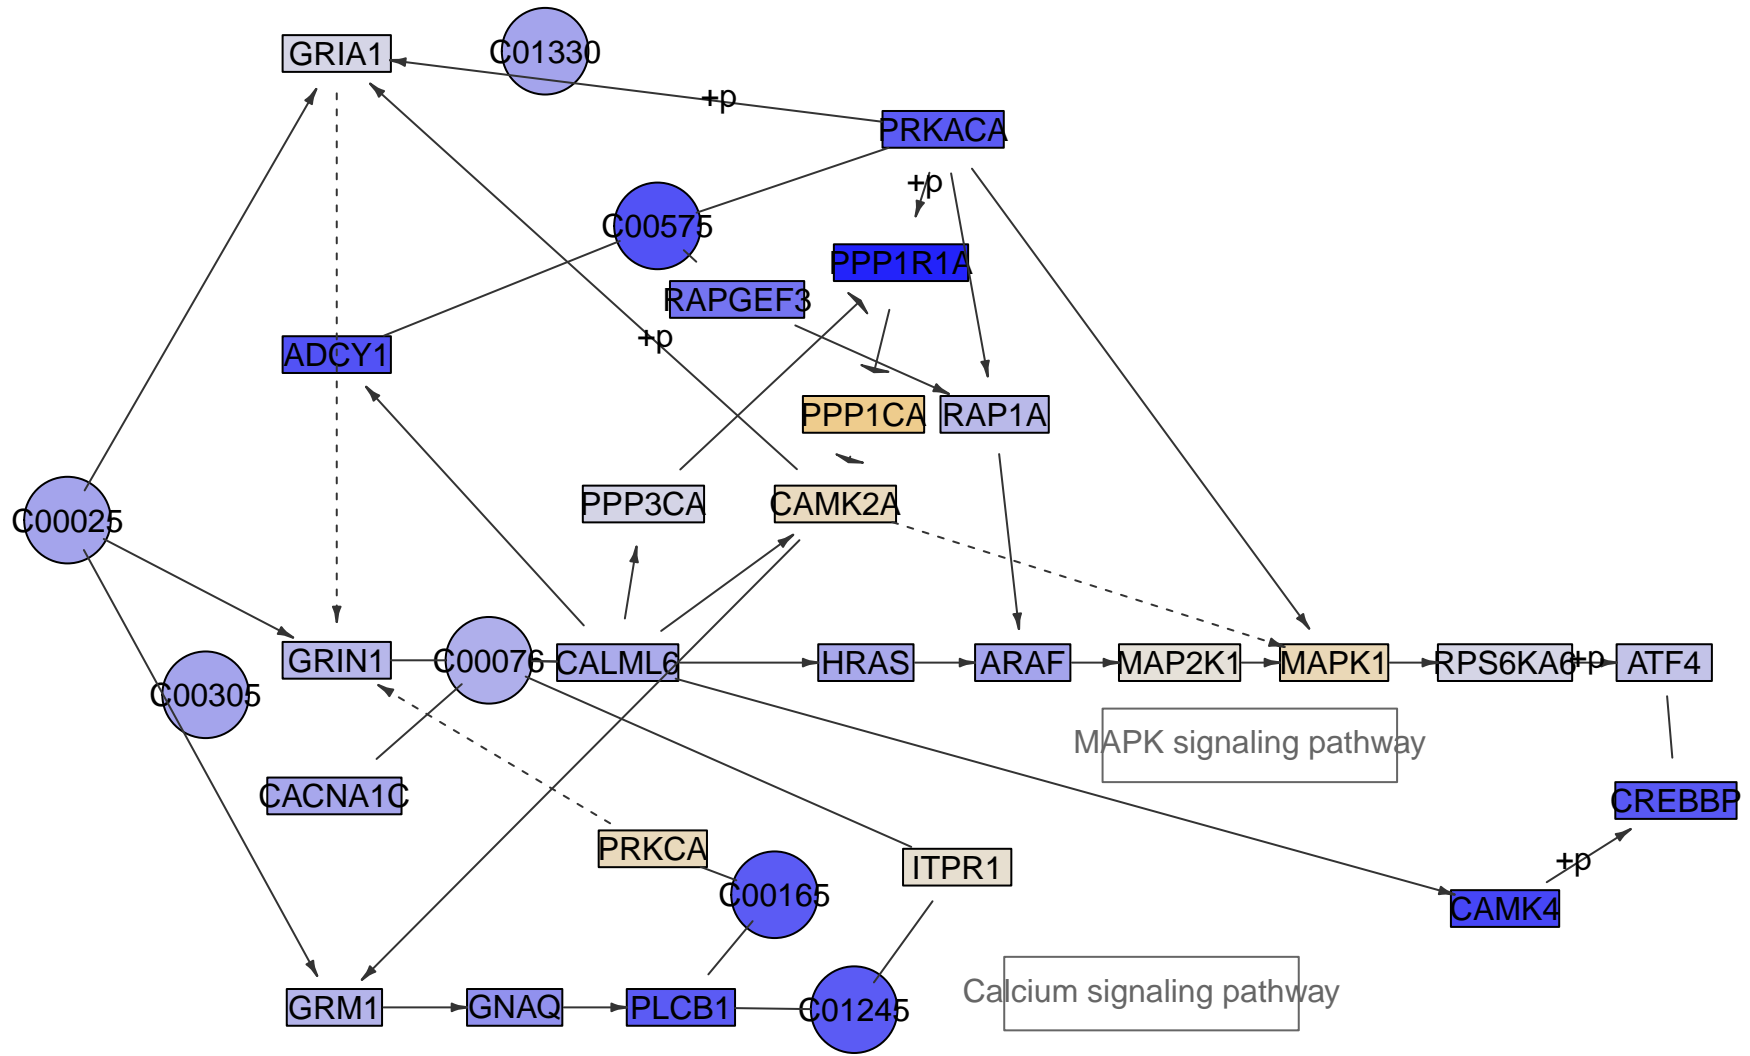 GRIA1
C01330
+p
PRKACA
+p
C00575
PPP1R1A
RAPGEF3
+p
ADCY1
PPP1CA
RAP1A
PPP3CA
CAMK2A
C00025
GRIN1
C00076
CALML6
HRAS
ARAF
MAP2K1
MAPK1
RPS6KA6
+p
ATF4
C00305
MAPK signaling pathway
CACNA1C
CREBBP
PRKCA
ITPR1
+p
C00165
CAMK4
Calcium signaling pathway
GRM1
GNAQ
PLCB1
C01245